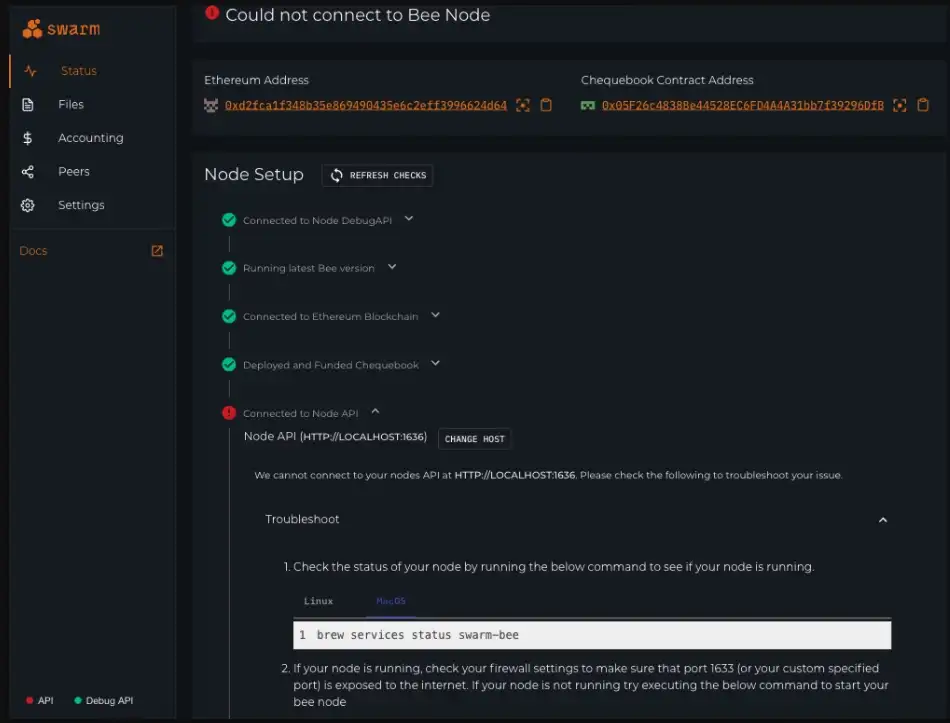 Could not connect to Bee Node
swarm
Status
Files
Accounting
Peers
Settings
Docs
Ethereum Address
0xd2fca1f348b35e869490435e6c2eff3996624d64
Chequebook Contract Address
0x05F26c4838Be44528EC6FD4A4A31bb7f39296DfB
Node Setup
REFRESH CHECKS
Connected to Node DebugAPI
Running latest Bee version
Connected to Ethereum Blockchain
Deployed and Funded Chequebook
Connected to Node API
Node API (HTTP://LOCALHOST:1636)
CHANGE HOST
We cannot connect to your nodes API at HTTP://LOCALHOST:1636. Please check the following to troubleshoot your issue.
Troubleshoot
1. Check the status of your node by running the below command to see if your node is running.
Linux
MacOS
1 brew services status swarm-bee
2. If your node is running, check your firewall settings to make sure that port 1633 (or your custom specified
port) is exposed to the internet. If your node is not running try executing the below command to start your
bee node
API
Debug API